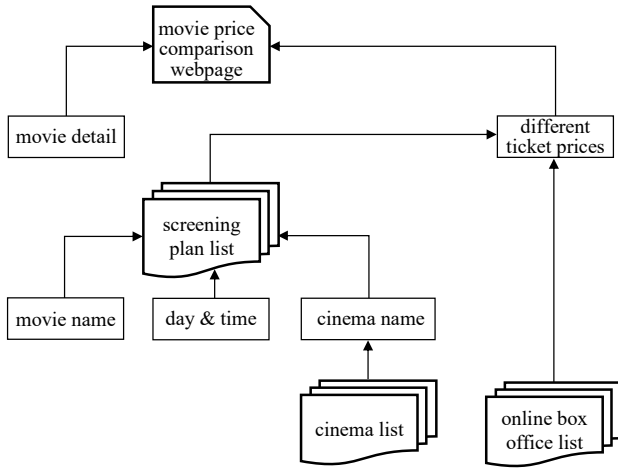 movie price
comparison
webpage
movie detail
different
ticket prices
screening
plan list
movie name
day & time
cinema name
cinema list
online box
office list